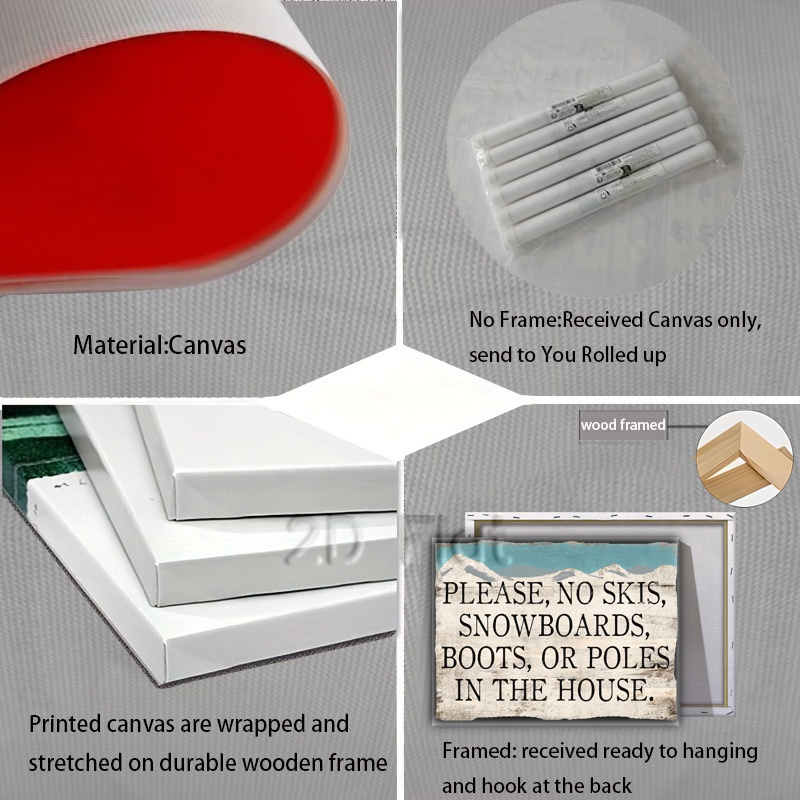 Material:Canvas
No Frame:Received Canvas only,
send to You Rolled up
Printed canvas are wrapped and
stretched on durable wooden frame
wood framed
PLEASE, NO SKIS,
SNOWBOARDS,
BOOTS, OR POLES
IN THE HOUSE.
Framed: received ready to hanging
and hook at the back
2D Flat